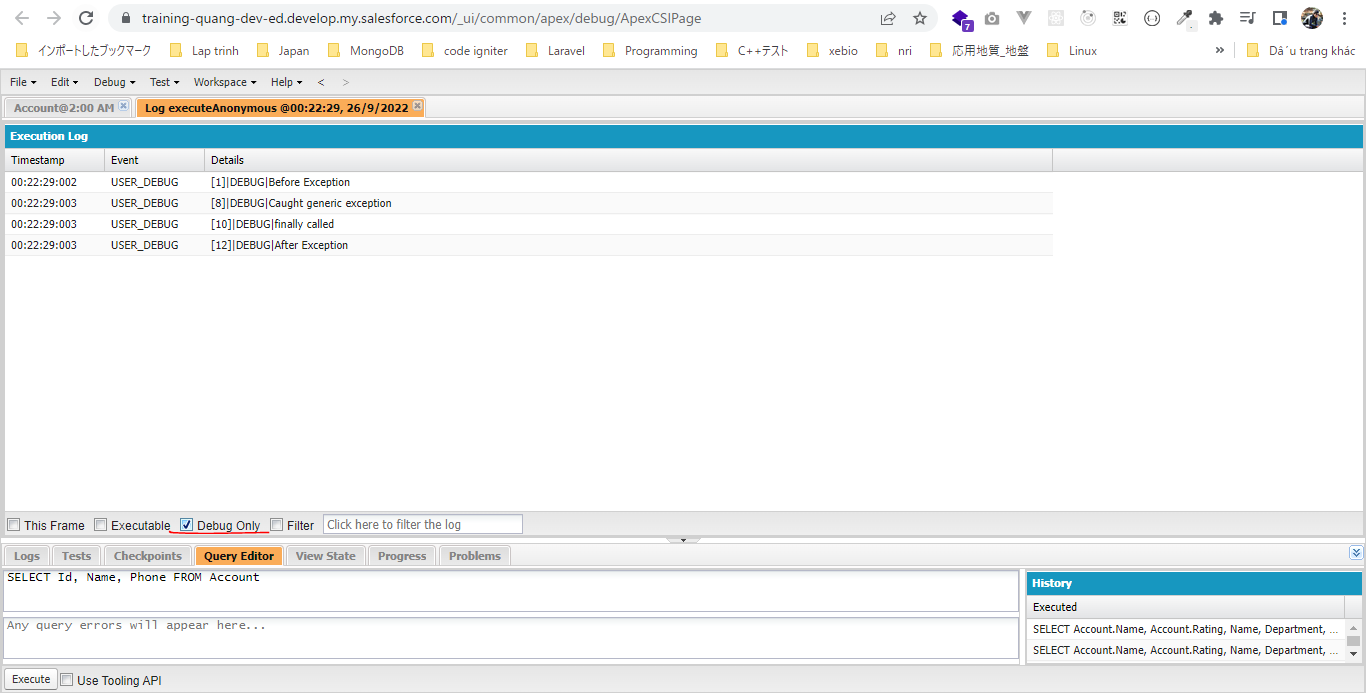 training-quang-dev-ed.develop.my.salesforce.com/_ui/common/apex/debug/ApexCSIPage
7
インポートしたブックマーク Lap trinh Japan MongoDB code igniter Laravel Programming C++テスト xebio nri 応用地質_地盤 Linux » Dấu trang khác
File Edit Debug Test Workspace Help < >
Account@2:00 AM Log executeAnonymous @00:22:29, 26/9/2022
Execution Log
Timestamp Event Details
00:22:29:002 USER_DEBUG [1]|DEBUG|Before Exception
00:22:29:003 USER_DEBUG [8]|DEBUG|Caught generic exception
00:22:29:003 USER_DEBUG [10]|DEBUG|finally called
00:22:29:003 USER_DEBUG [12]|DEBUG|After Exception
This Frame Executable Debug Only Filter Click here to filter the log
Logs Tests Checkpoints Query Editor View State Progress Problems
SELECT Id, Name, Phone FROM Account
Any query errors will appear here...
History
Executed
SELECT Account.Name, Account.Rating, Name, Department, ...
SELECT Account.Name, Account.Rating, Name, Department, ...
Execute Use Tooling API